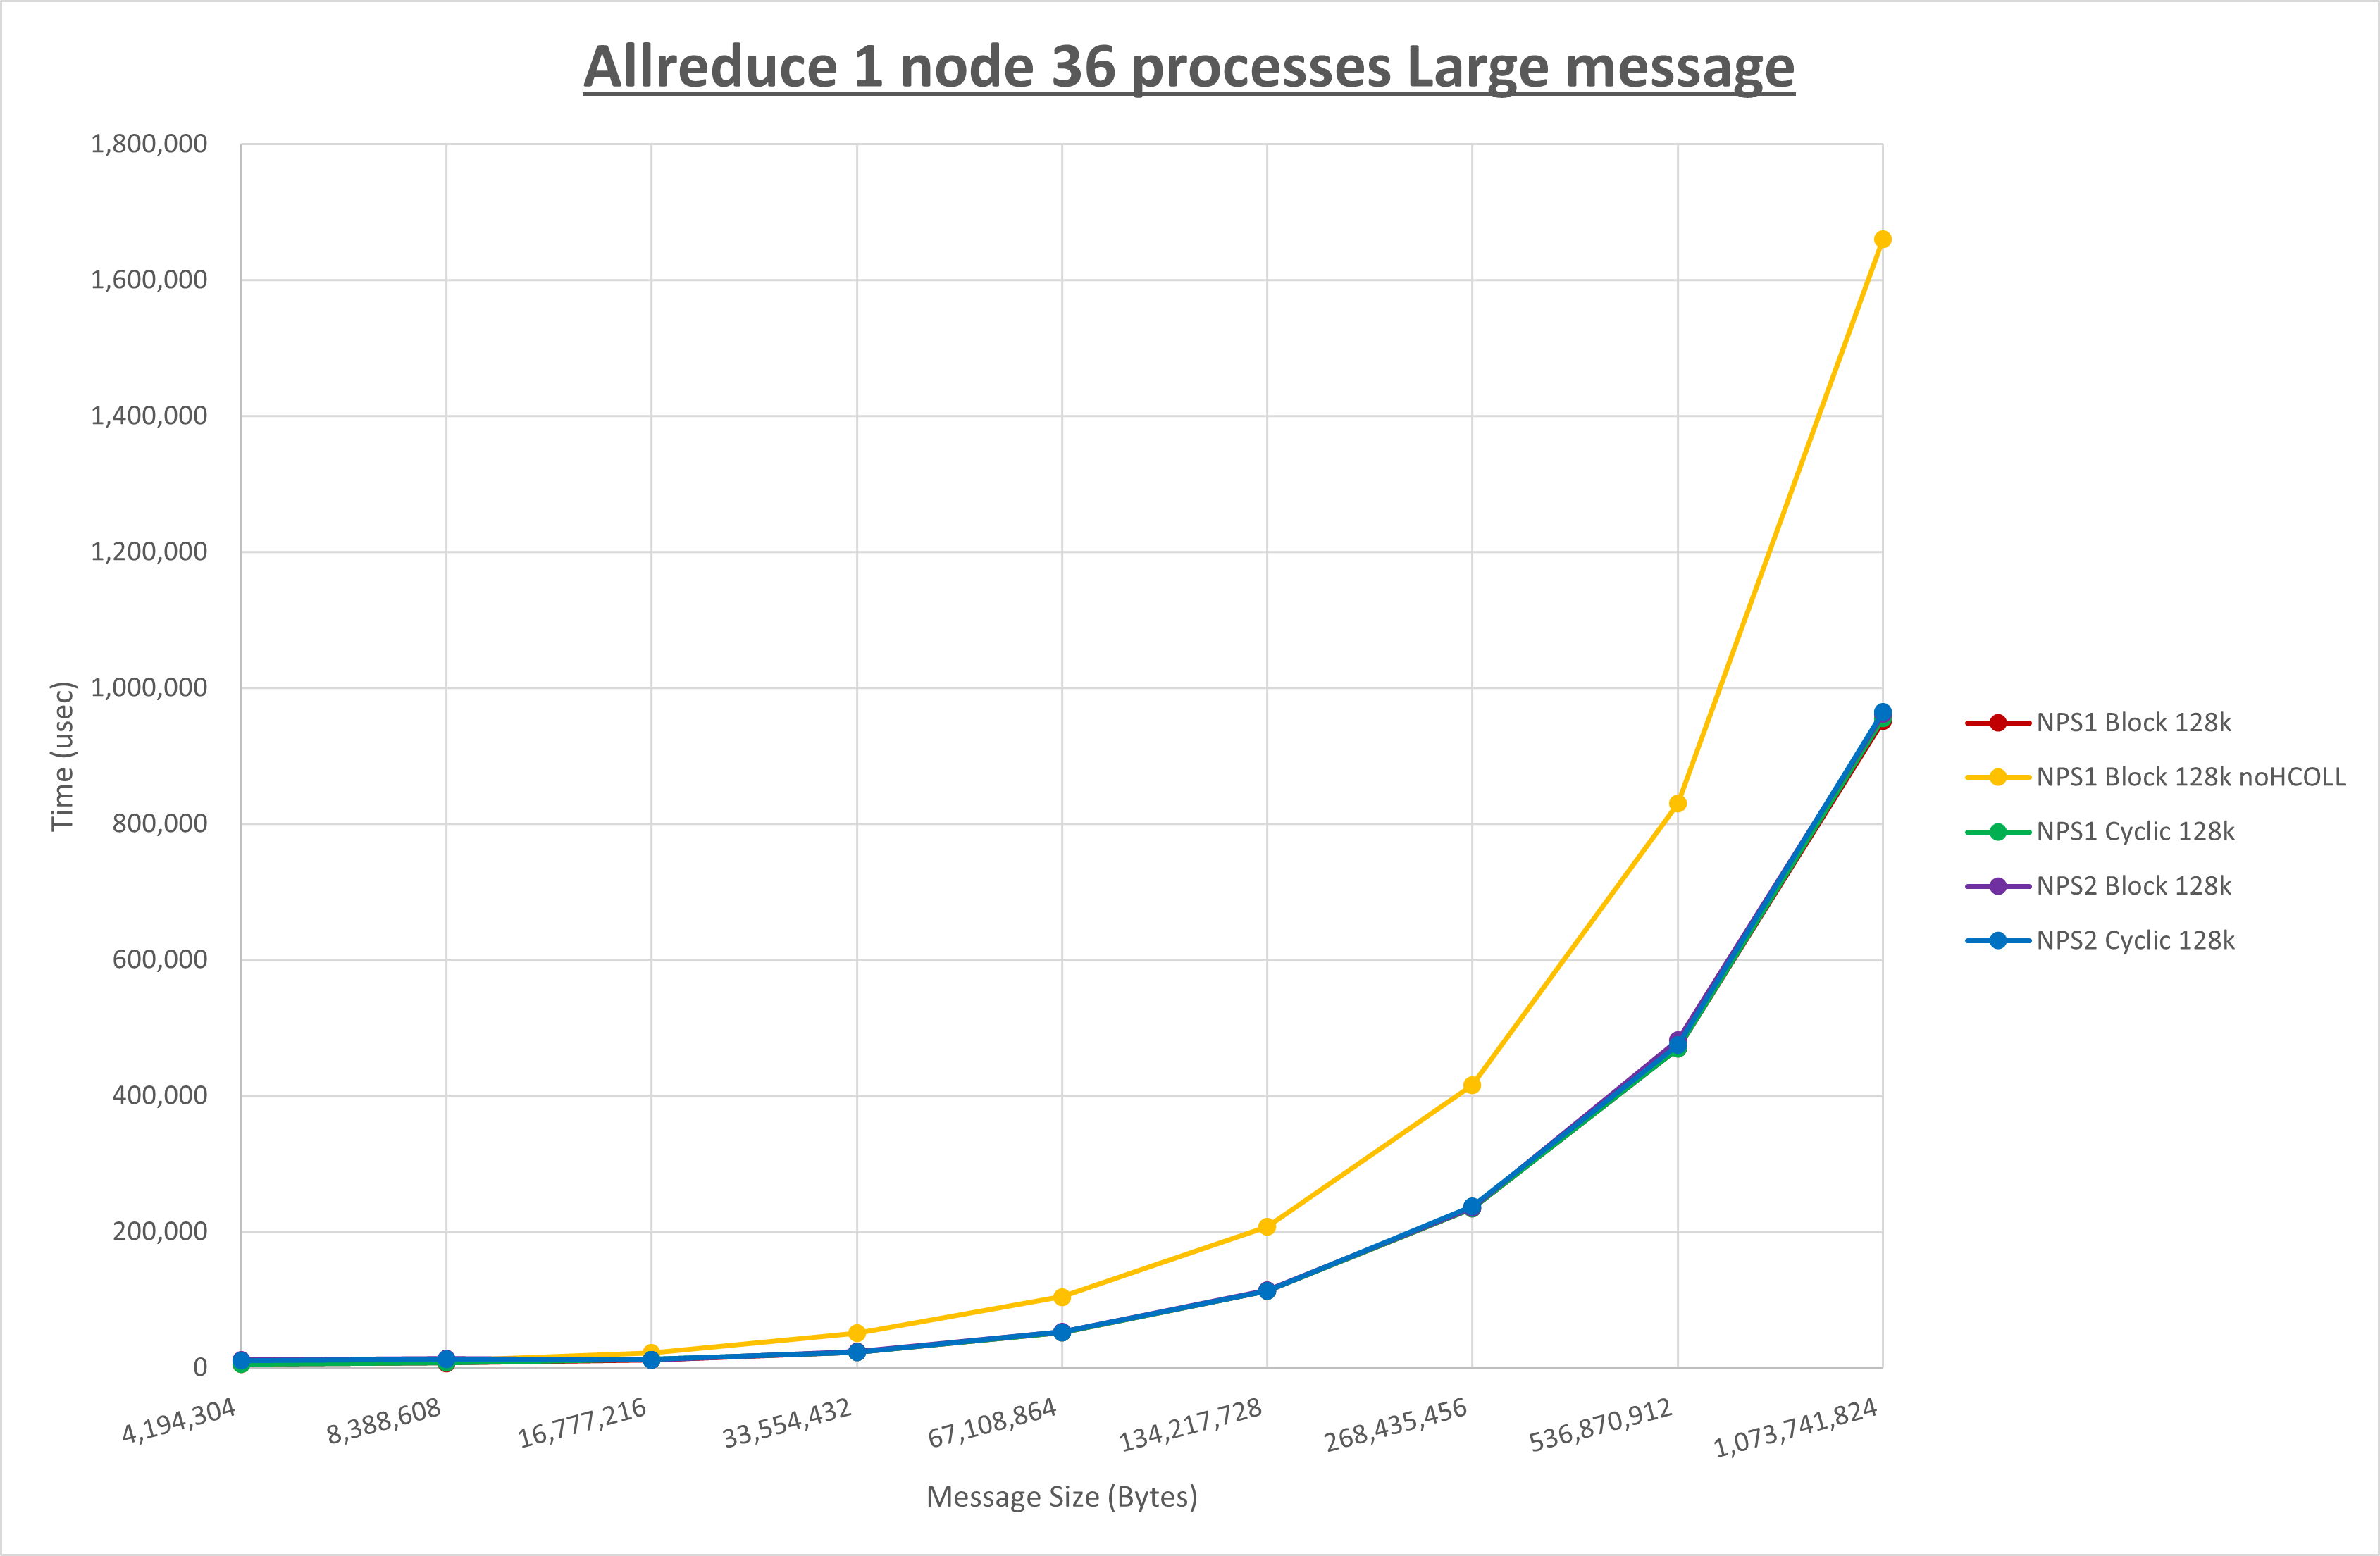 Allreduce 1 node 36 processes Large message
1,800,000
1,600,000
1,400,000
1,200,000
1,000,000
800,000
600,000
400,000
200,000
0
Time (usec)
4,194,304
8,388,608
16,777,216
33,554,432
67,108,864
134,217,728
268,435,456
536,870,912
1,073,741,824
Message Size (Bytes)
NPS1 Block 128k
NPS1 Block 128k noHCOLL
NPS1 Cyclic 128k
NPS2 Block 128k
NPS2 Cyclic 128k